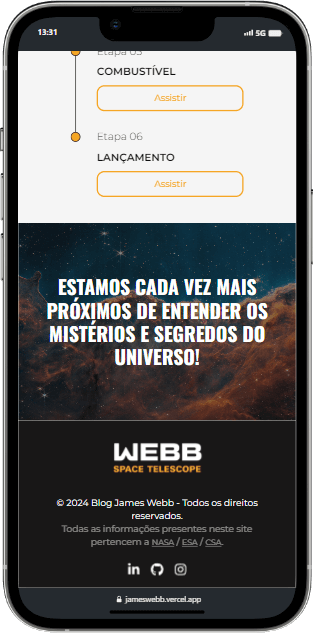 13:31
5G
Etapa 05
COMBUSTÍVEL
Assistir
Etapa 06
LANÇAMENTO
Assistir
ESTAMOS CADA VEZ MAIS
PRÓXIMOS DE ENTENDER OS
MISTÉRIOS E SEGREDOS DO
UNIVERSO!
WEBB
SPACE TELESCOPE
© 2024 Blog James Webb - Todos os direitos
reservados.
Todas as informações presentes neste site
pertencem a NASA / ESA / CSA.
in
jameswebb.vercel.app